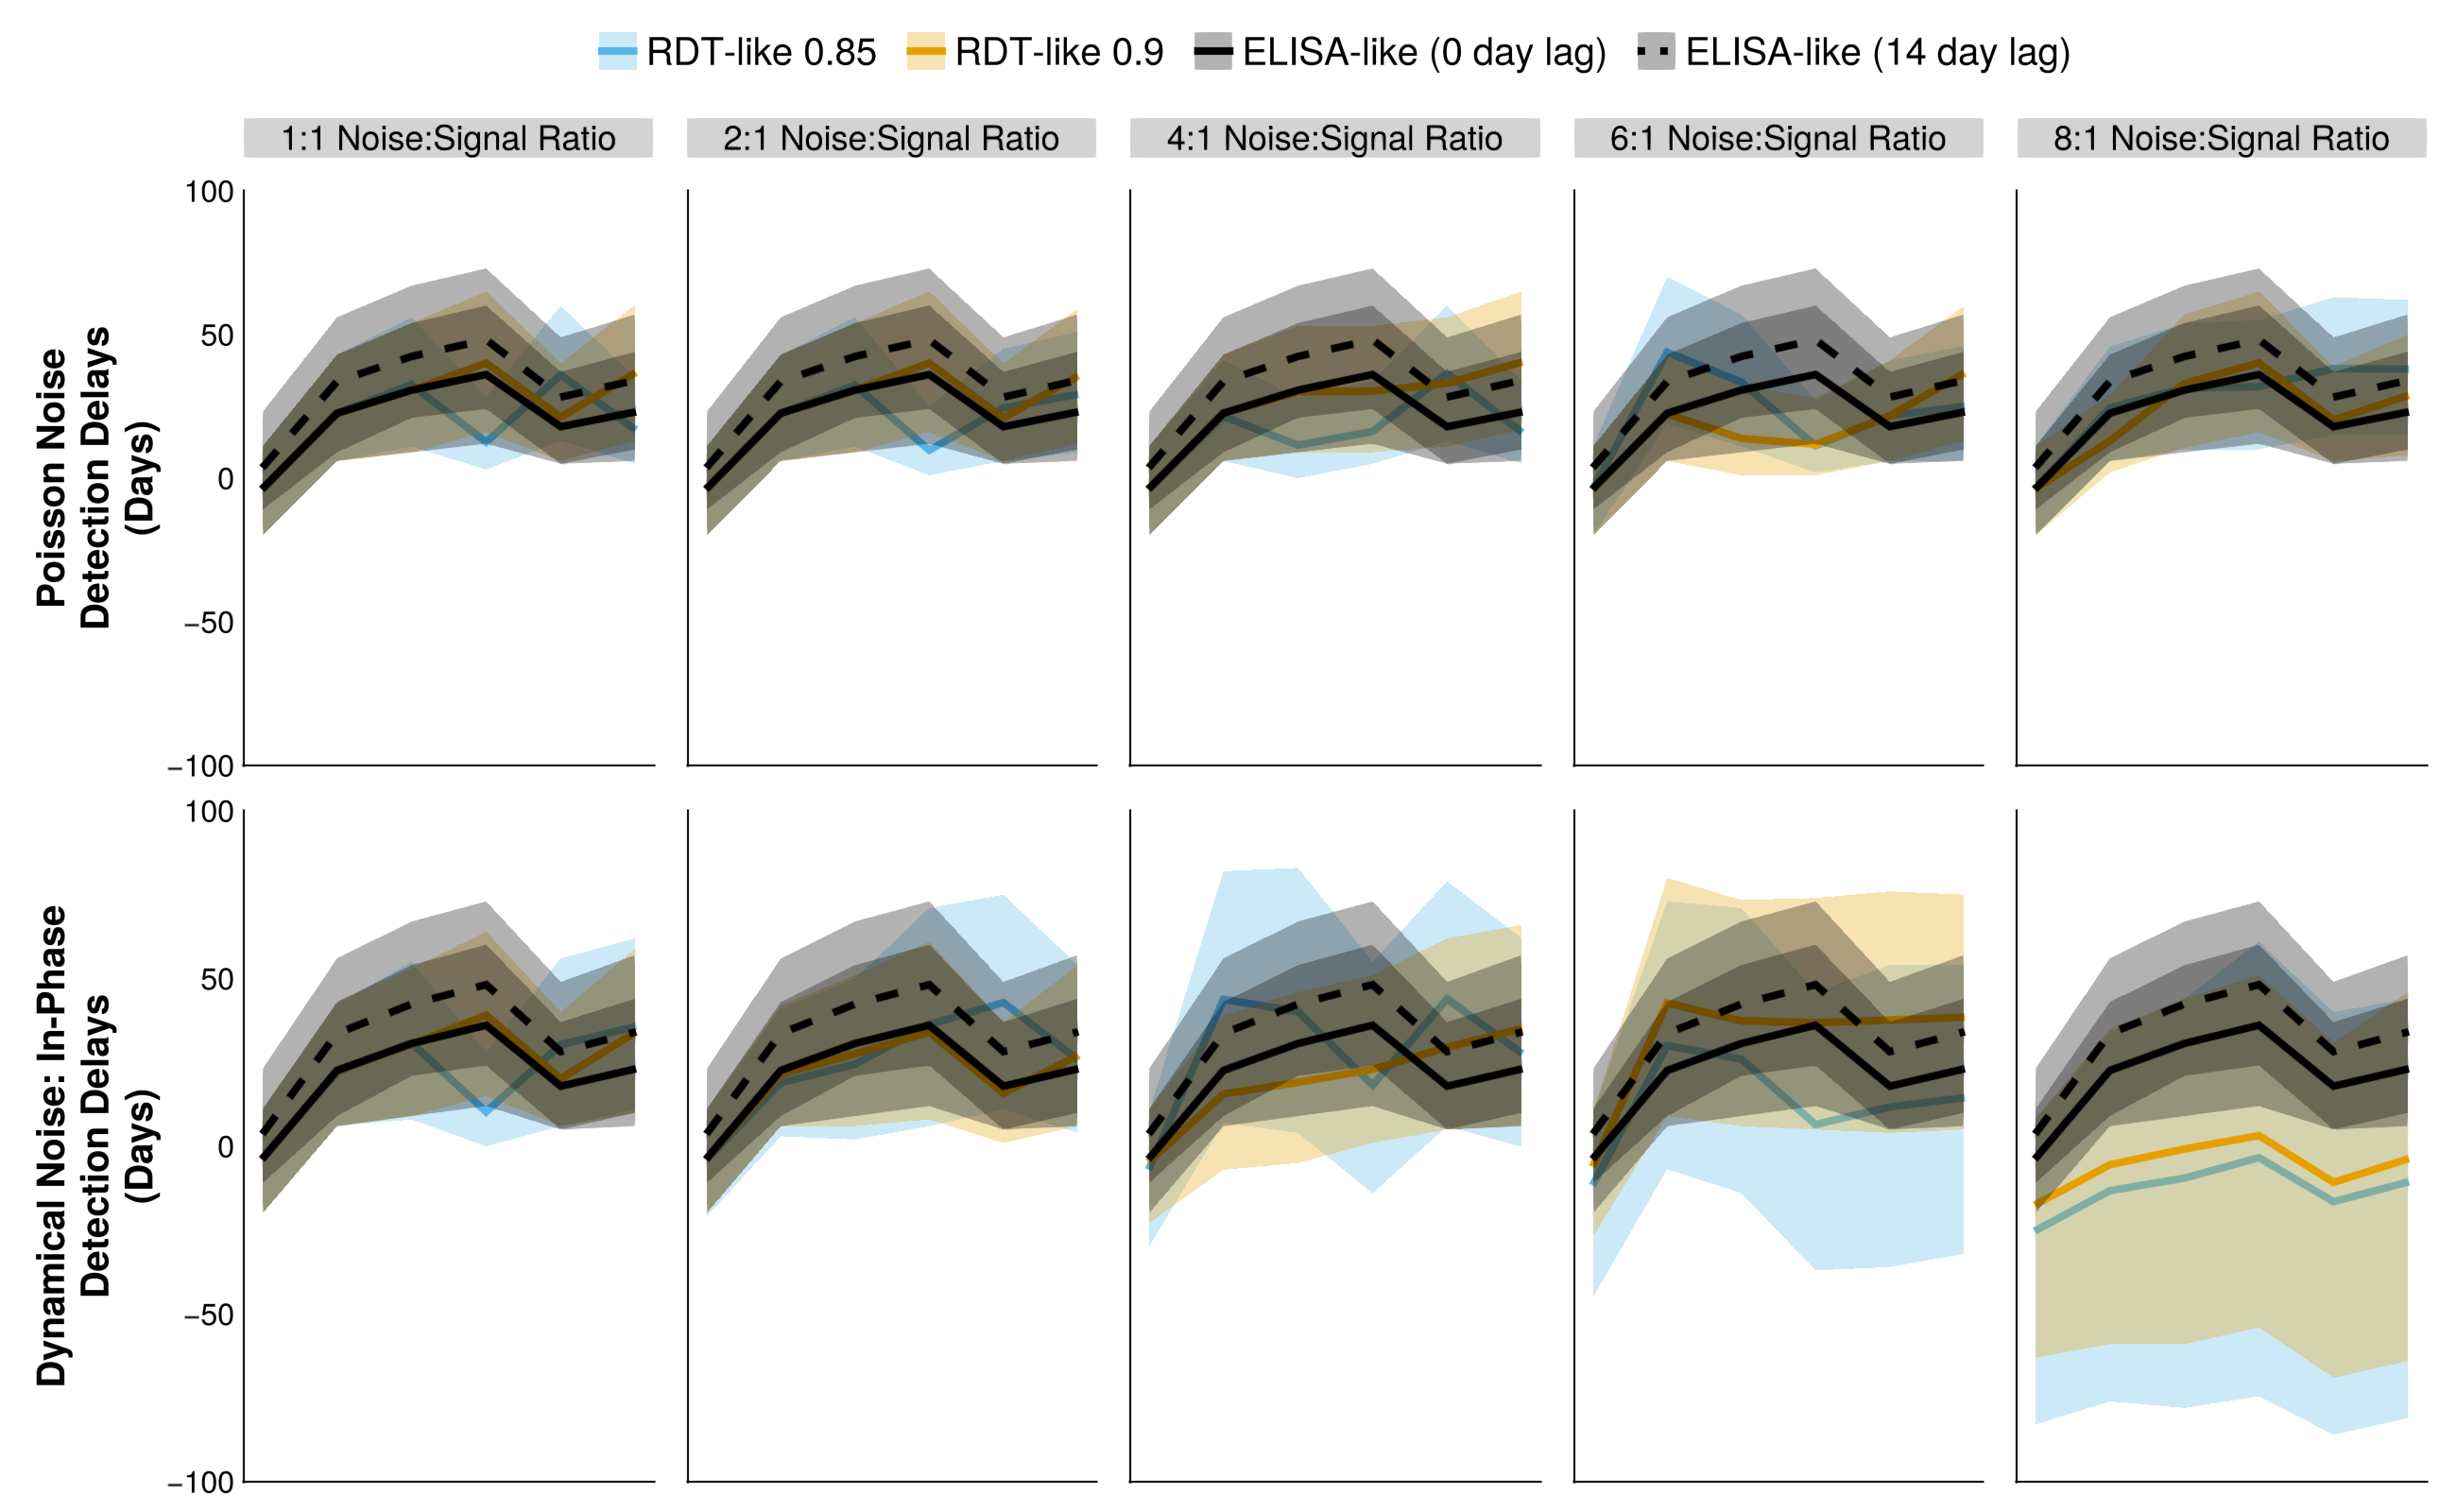 RDT-like 0.85 RDT-like 0.9 ELISA-like (0 day lag) ELISA-like (14 day lag)
1:1 Noise:Signal Ratio
2:1 Noise:Signal Ratio
4:1 Noise:Signal Ratio
6:1 Noise:Signal Ratio
8:1 Noise:Signal Ratio
Poisson Noise
Detection Delays
(Days)
100
50
0
−50
−100
Dynamical Noise: In-Phase
Detection Delays
(Days)
100
50
0
−50
−100